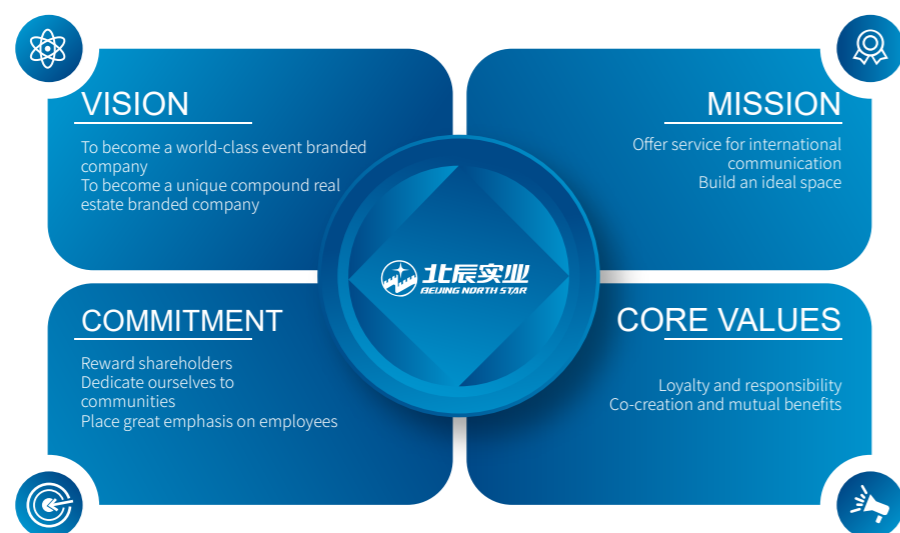 VISION
To become a world-class event branded
company
To become a unique compound real
estate branded company
MISSION
Offer service for international
communication
Build an ideal space
北辰实业
BEIJING NORTH STAR
COMMITMENT
Reward shareholders
Dedicate ourselves to
communities
Place great emphasis on employees
CORE VALUES
Loyalty and responsibility
Co-creation and mutual benefits